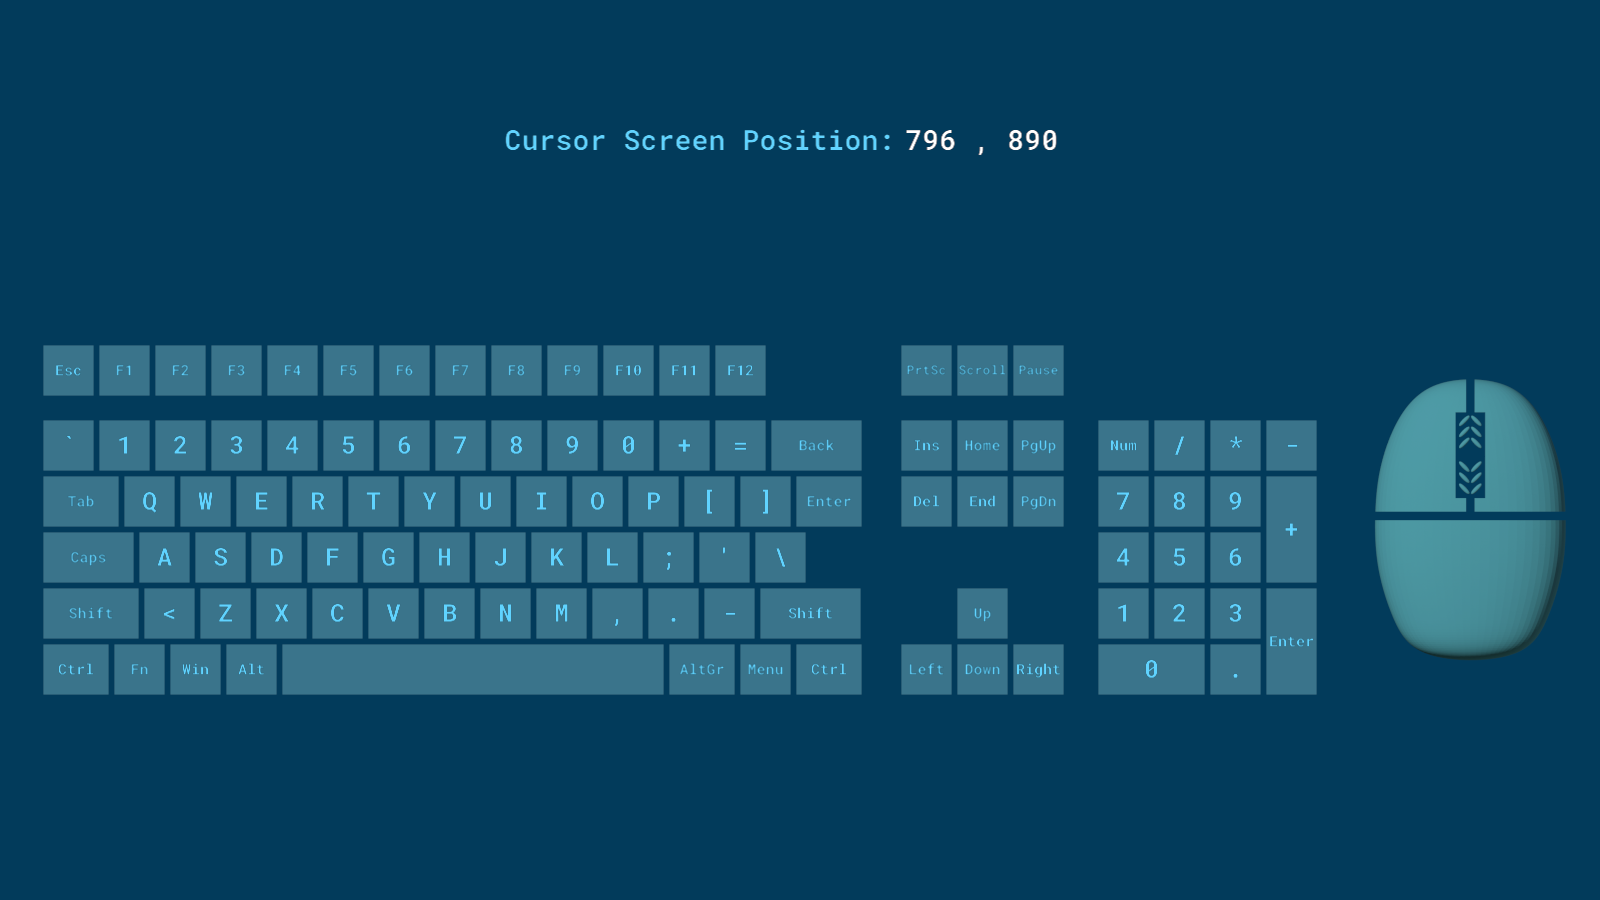 Cursor Screen Position: 796 , 890
Esc F1 F2 F3 F4 F5 F6 F7 F8 F9 F10 F11 F12 PrtSc Scroll Pause
` 1 2 3 4 5 6 7 8 9 0 + = Back Ins Home PgUp Num / * -
Tab Q W E R T Y U I O P [ ] Enter Del End PgDn 7 8 9
+
Caps A S D F G H J K L ; ' \ 4 5 6
Shift < Z X C V B N M , . - Shift Up 1 2 3
Enter
Ctrl Fn Win Alt AltGr Menu Ctrl Left Down Right 0 .